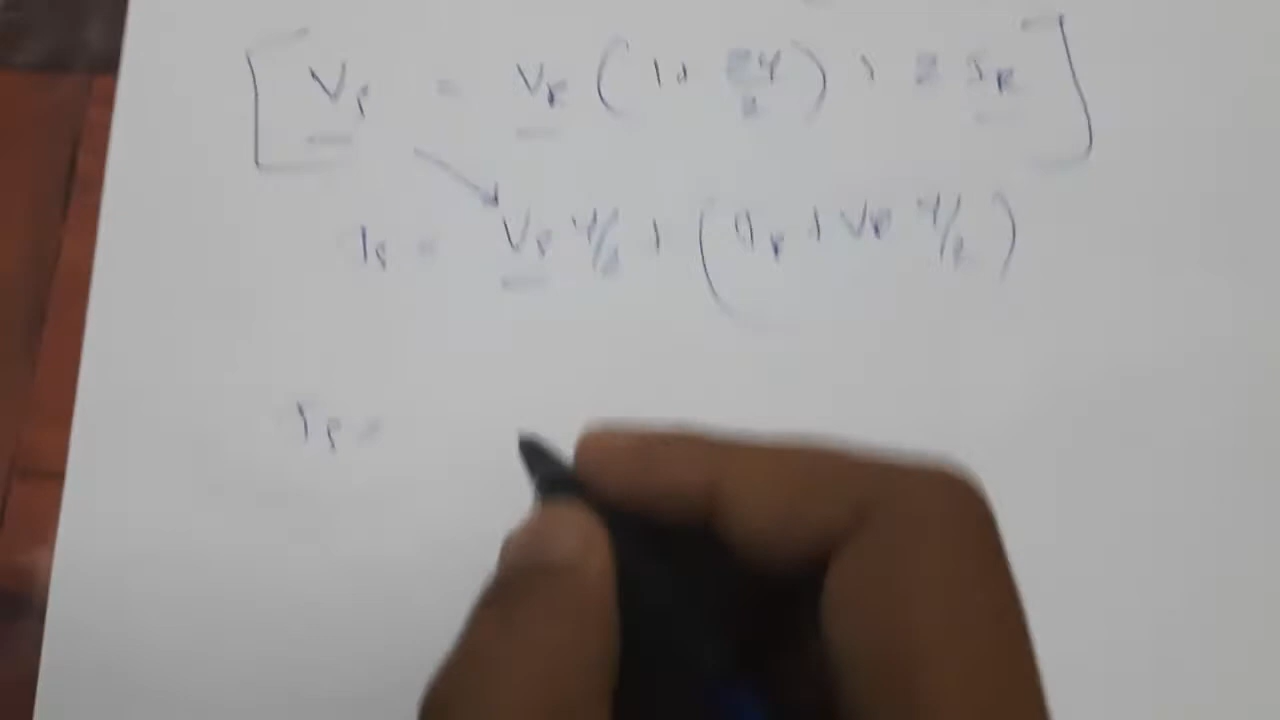 [ Vs = VR ( 1 + ZY/2 ) + Z IR ]
Is = Vs Y/2 + ( IR + VR Y/2 )
Is =